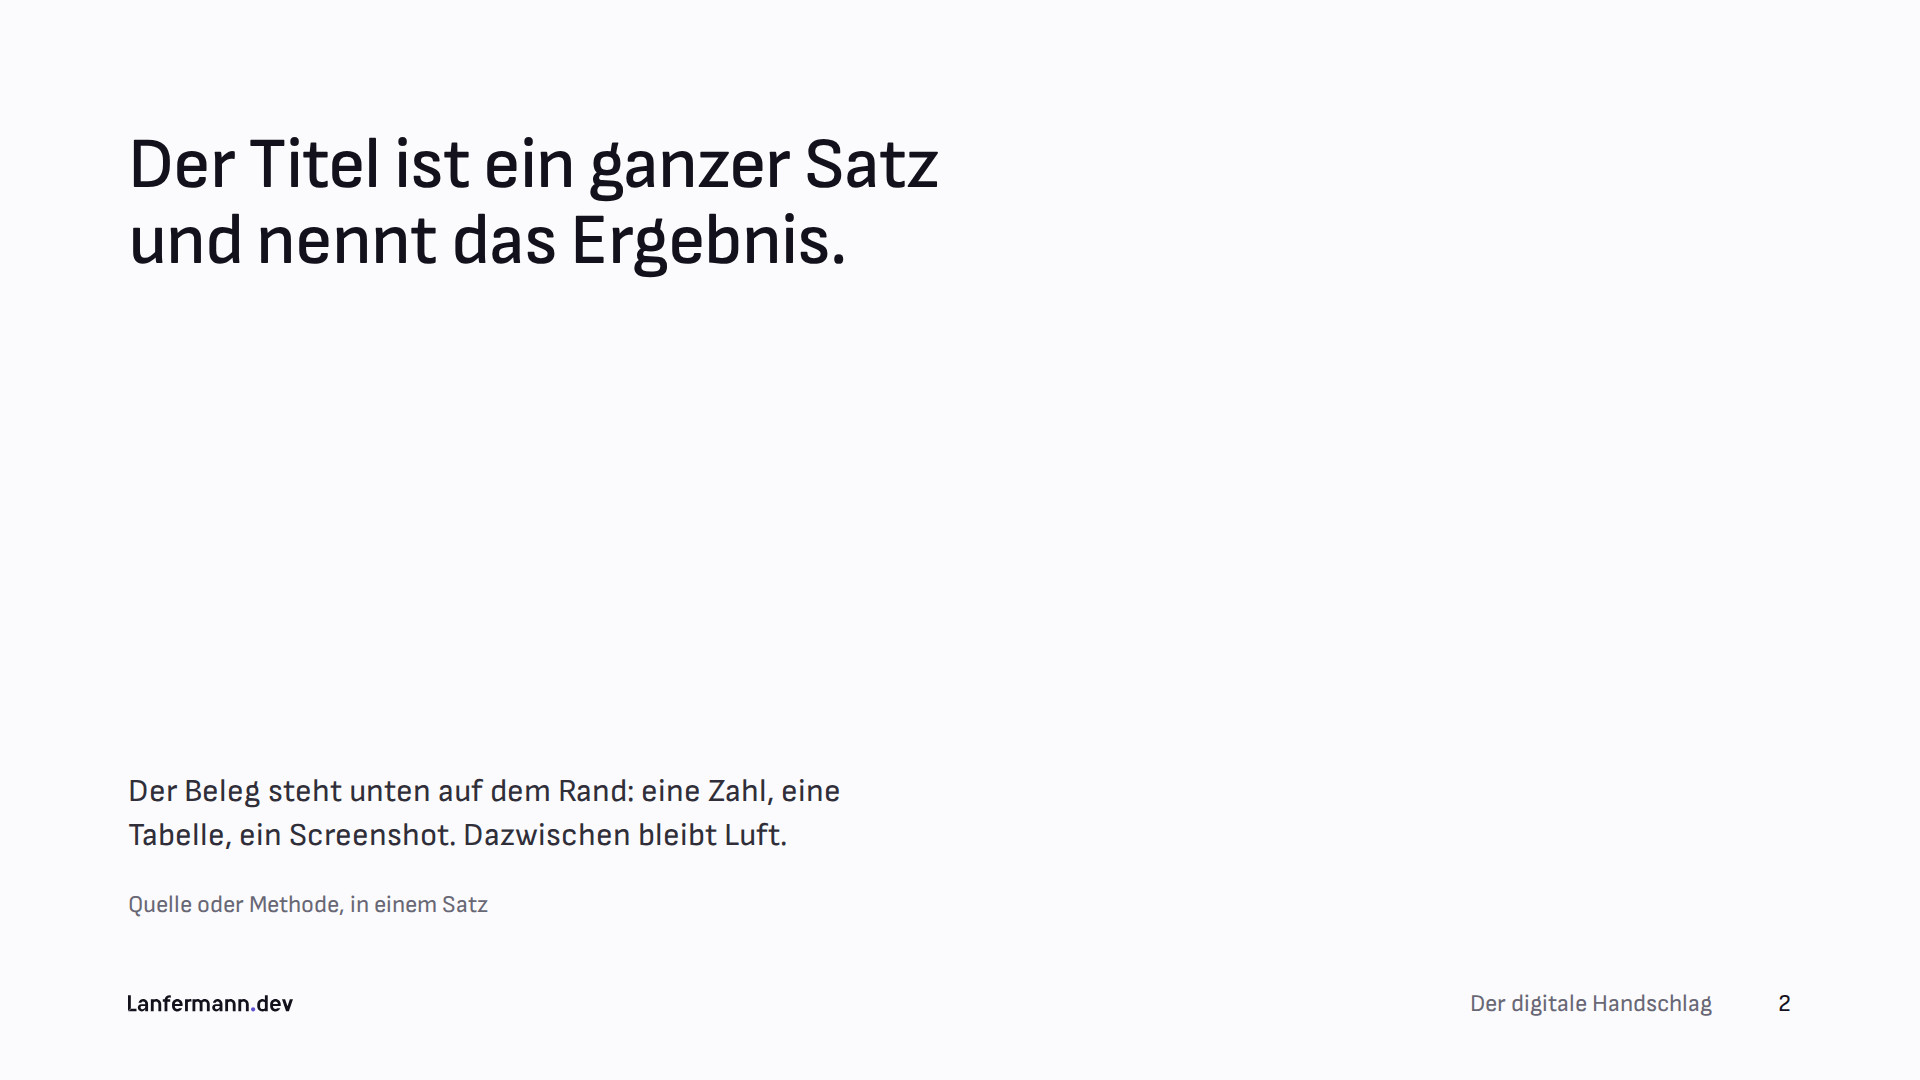 Der Titel ist ein ganzer Satz
und nennt das Ergebnis.
Der Beleg steht unten auf dem Rand: eine Zahl, eine
Tabelle, ein Screenshot. Dazwischen bleibt Luft.
Quelle oder Methode, in einem Satz
Lanfermann.dev
Der digitale Handschlag 2